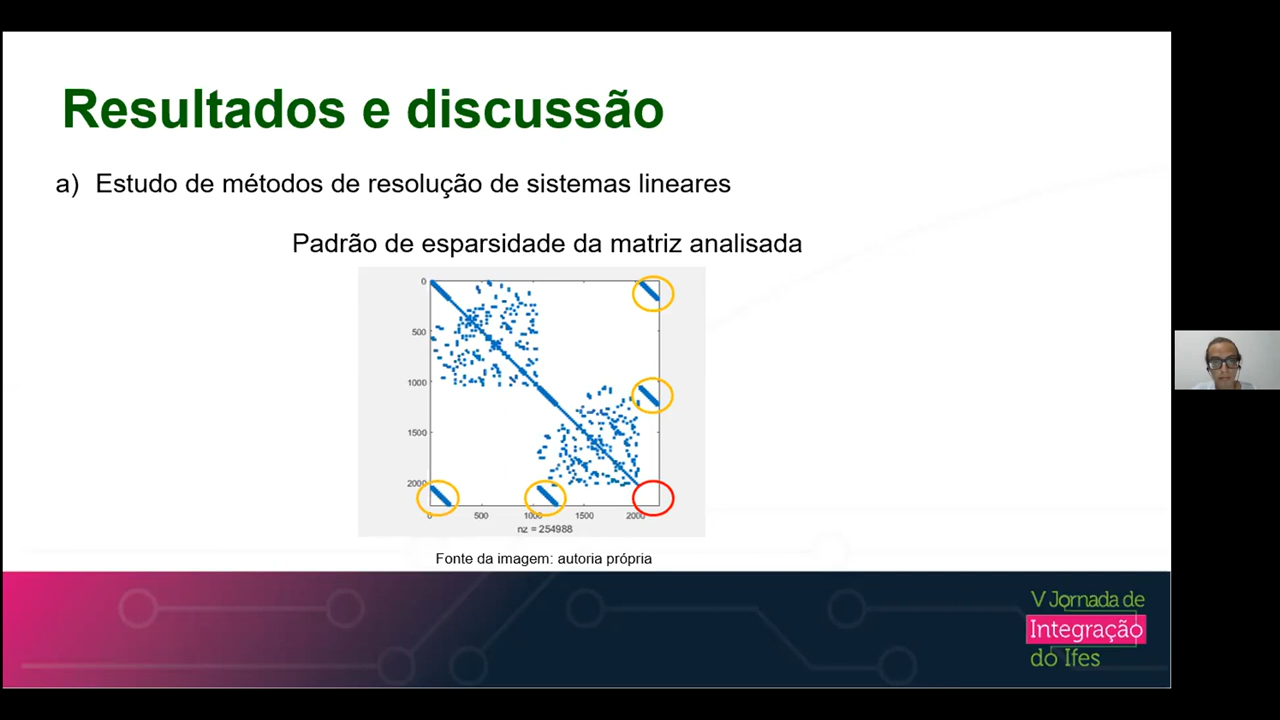 Resultados e discussão
a) Estudo de métodos de resolução de sistemas lineares
Padrão de esparsidade da matriz analisada
0
500
1000
1500
2000
0 500 1000 1500 2000
nz = 254988
Fonte da imagem: autoria própria
V Jornada de
Integração
do Ifes